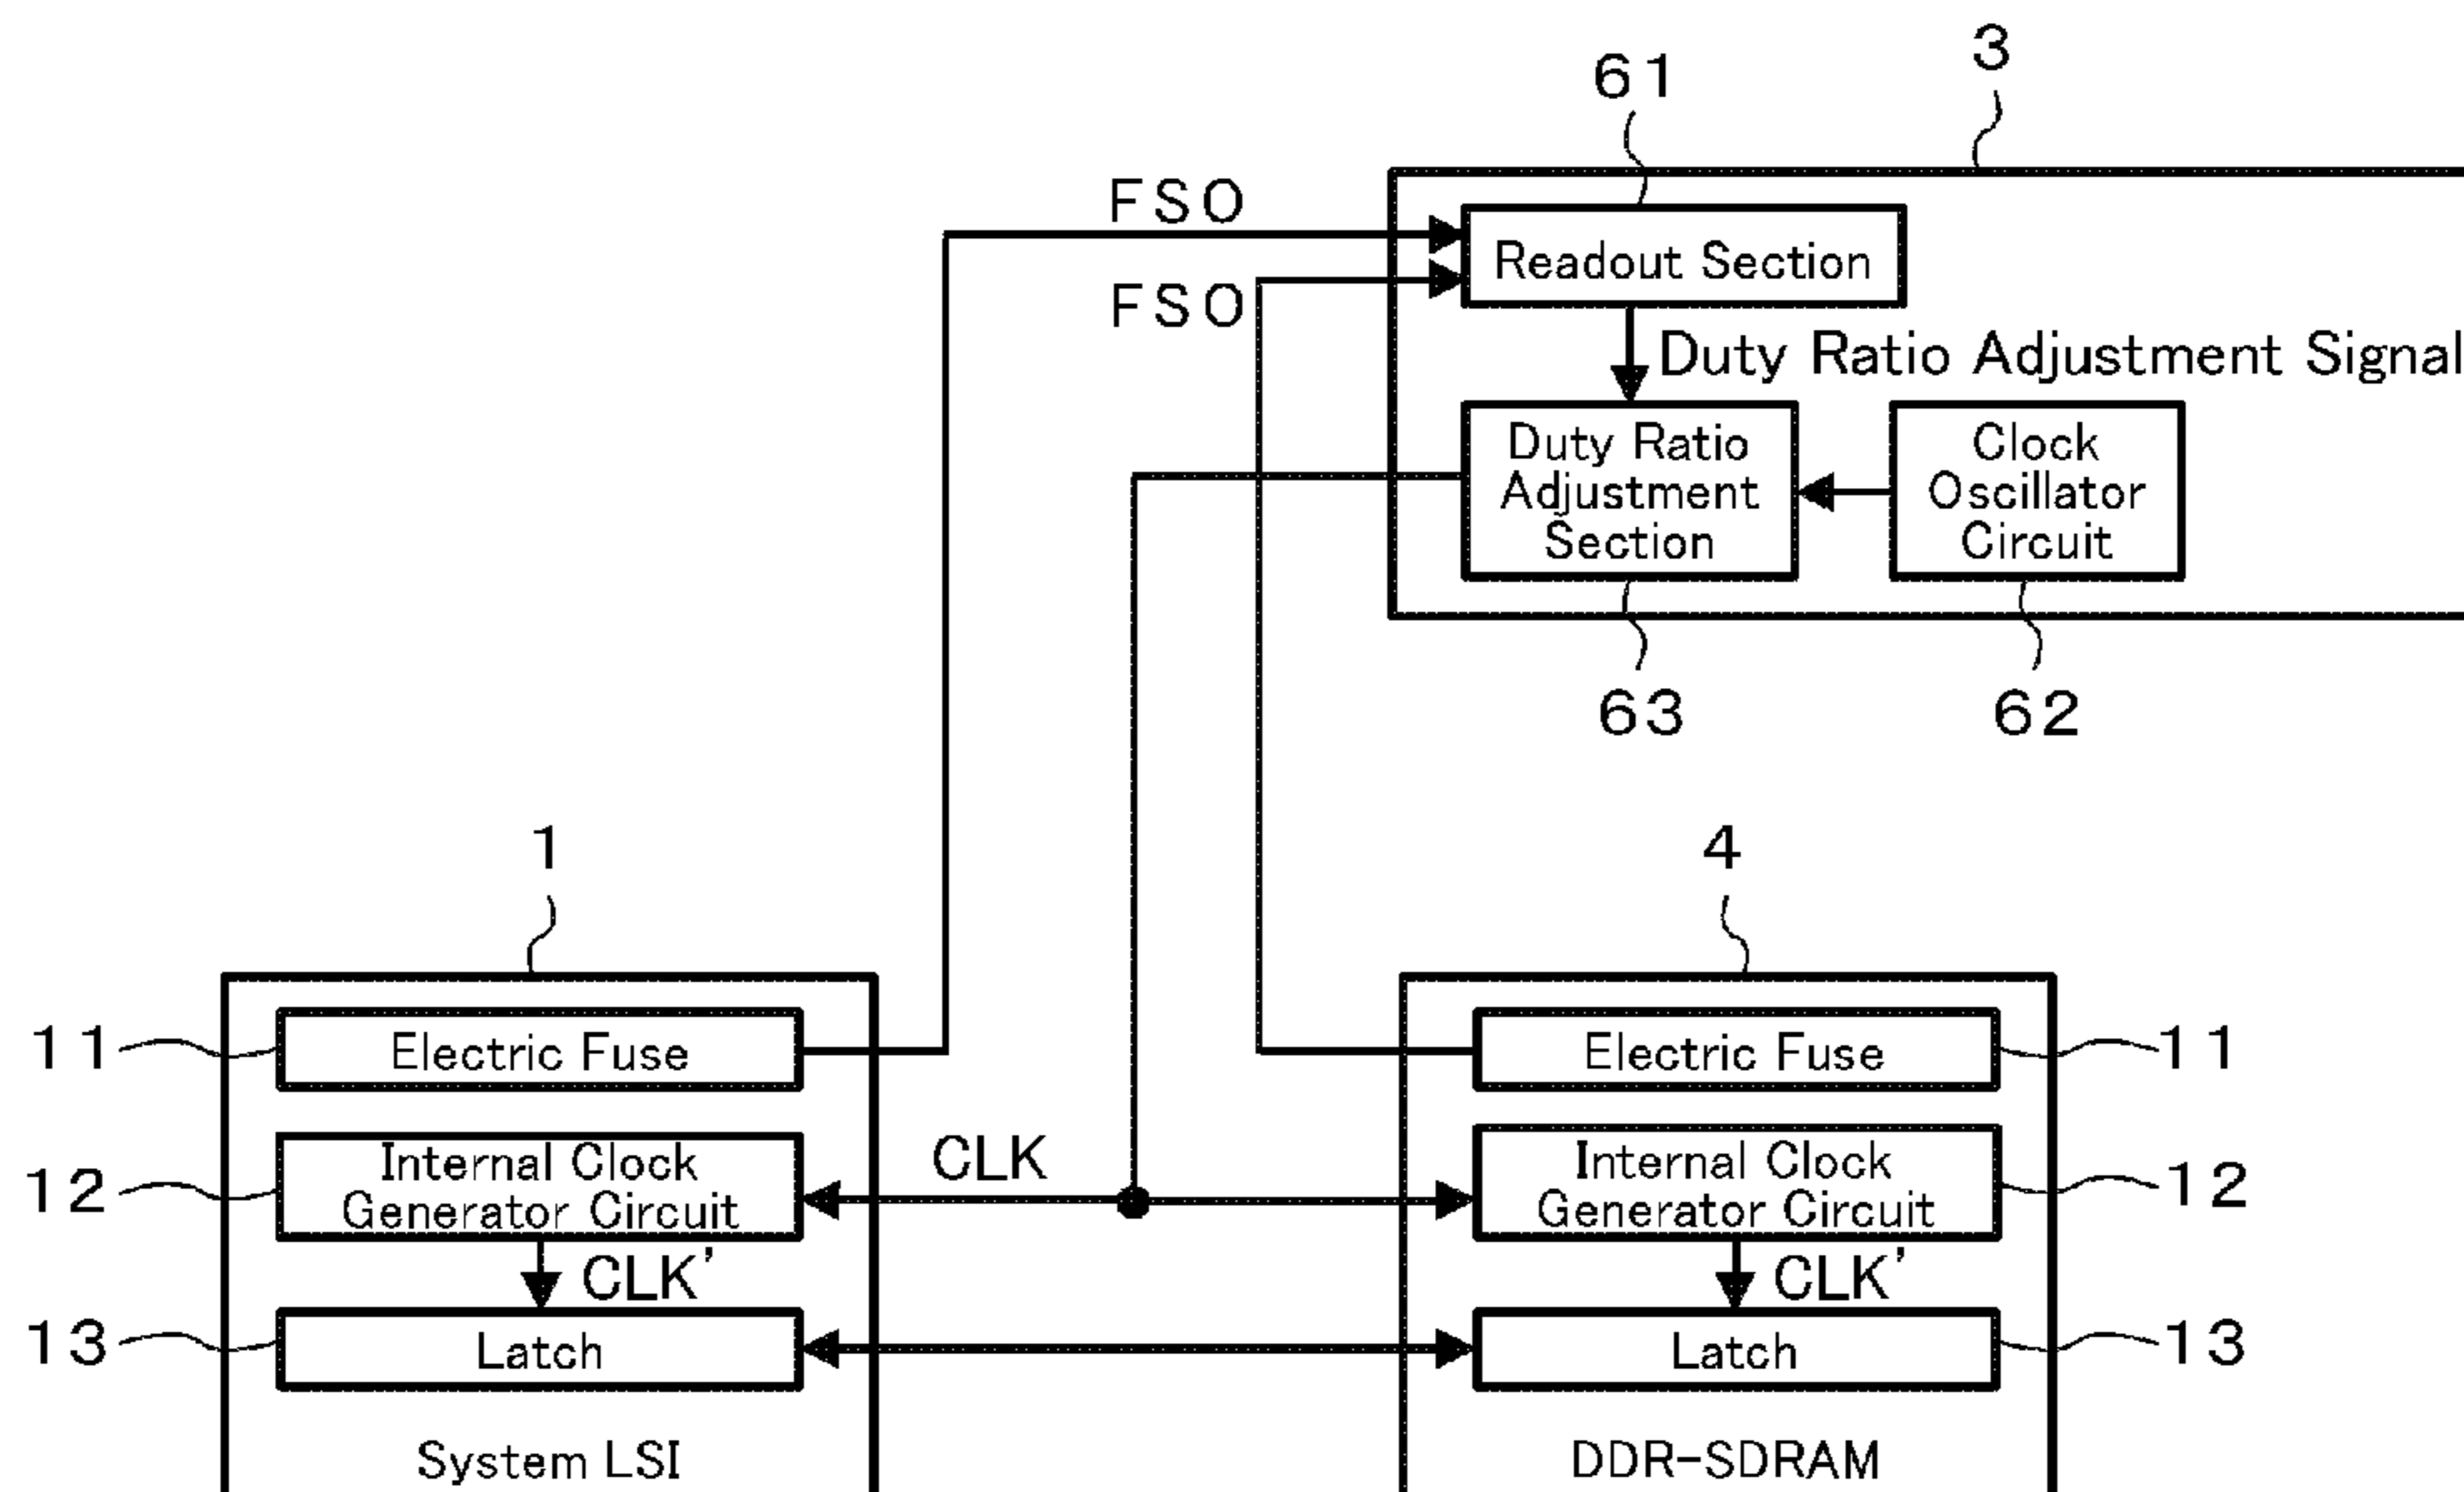 3
61
FSO
Readout Section
FSO
Duty Ratio Adjustment Signal
Duty Ratio
Adjustment
Section
Clock
Oscillator
Circuit
63
62
1
4
11
Electric Fuse
Electric Fuse
11
12
Internal Clock
Generator Circuit
CLK
Internal Clock
Generator Circuit
12
CLK'
CLK'
13
Latch
Latch
13
System LSI
DDR-SDRAM